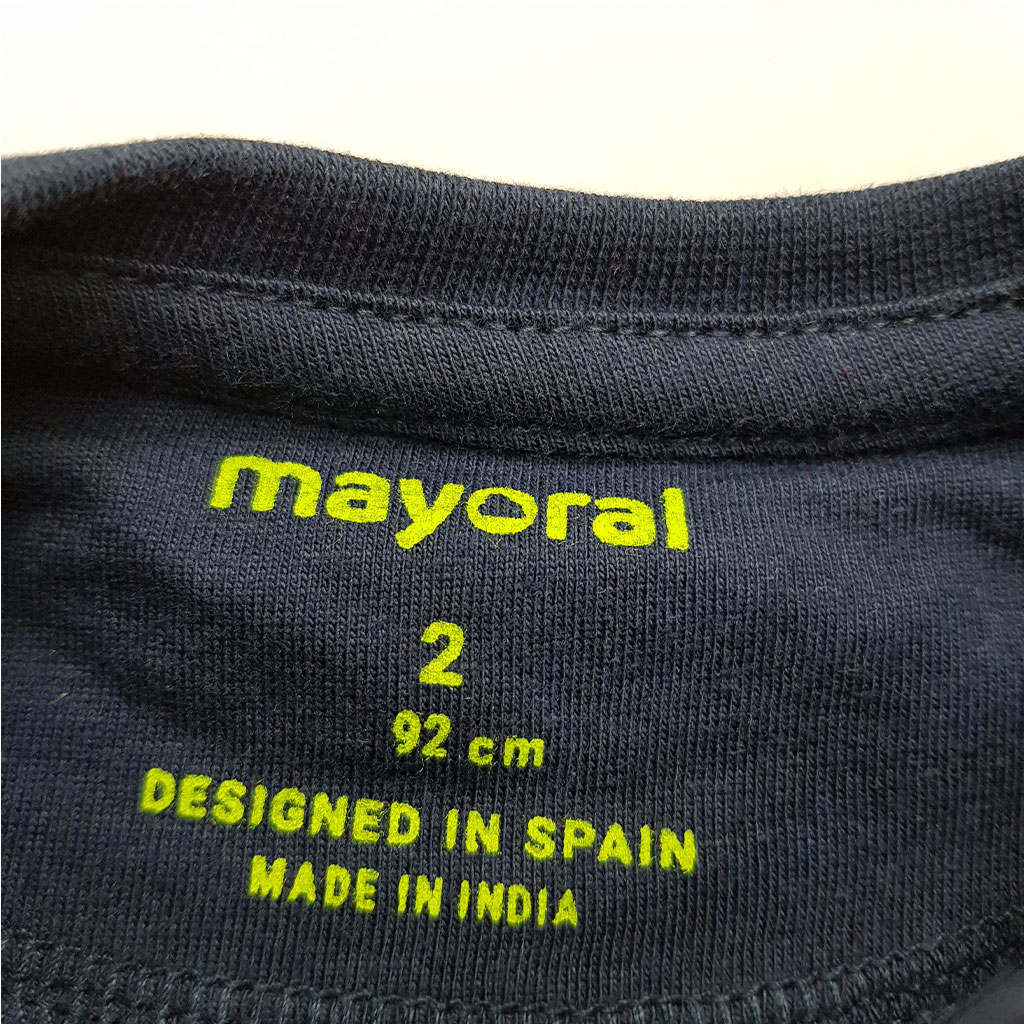 mayoral
2
92 cm
DESIGNED IN SPAIN
MADE IN INDIA